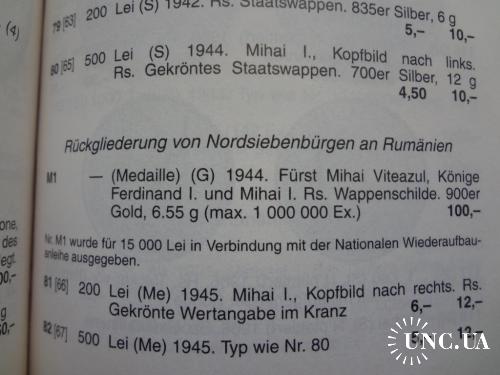 79 [63] 200 Lei (S) 1942. Rs. Staatswappen. 835er Silber, 6 g
5,– 10,–
80 [65] 500 Lei (S) 1944. Mihai I., Kopfbild nach links.
Rs. Gekröntes Staatswappen. 700er Silber, 12 g
4,50 10,–
Rückgliederung von Nordsiebenbürgen an Rumänien
M1 — (Medaille) (G) 1944. Fürst Mihai Viteazul, Könige
Ferdinand I. und Mihai I. Rs. Wappenschilde. 900er
Gold, 6.55 g (max. 1 000 000 Ex.) 100,–
Nr. M1 wurde für 15 000 Lei in Verbindung mit der Nationalen Wiederaufbau-
anleihe ausgegeben.
81 [66] 200 Lei (Me) 1945. Mihai I., Kopfbild nach rechts. Rs.
Gekrönte Wertangabe im Kranz 6,– 12,–
82 [67] 500 Lei (Me) 1945. Typ wie Nr. 80
UNC.UA